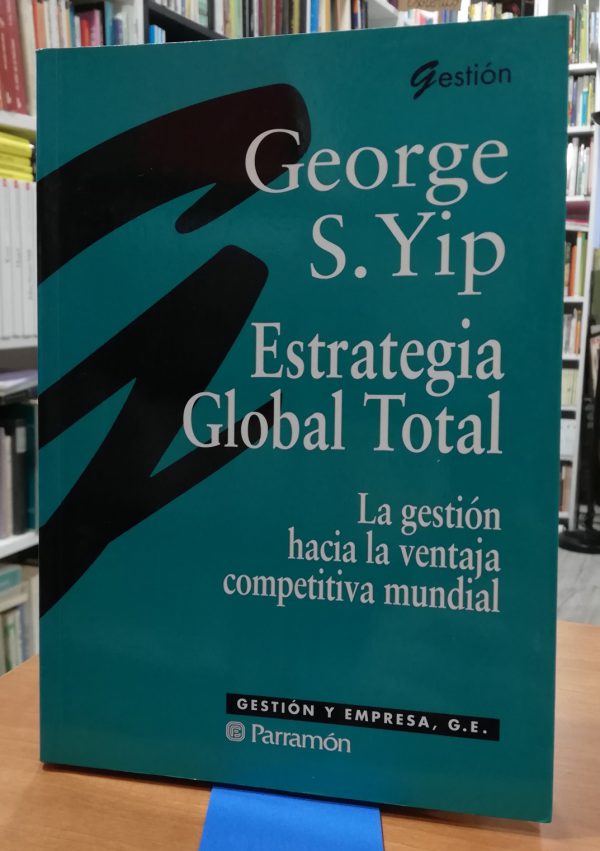 Gestión
George
S. Yip
Estrategia
Global Total
La gestión
hacia la ventaja
competitiva mundial
GESTIÓN Y EMPRESA, G.E.
Parramón